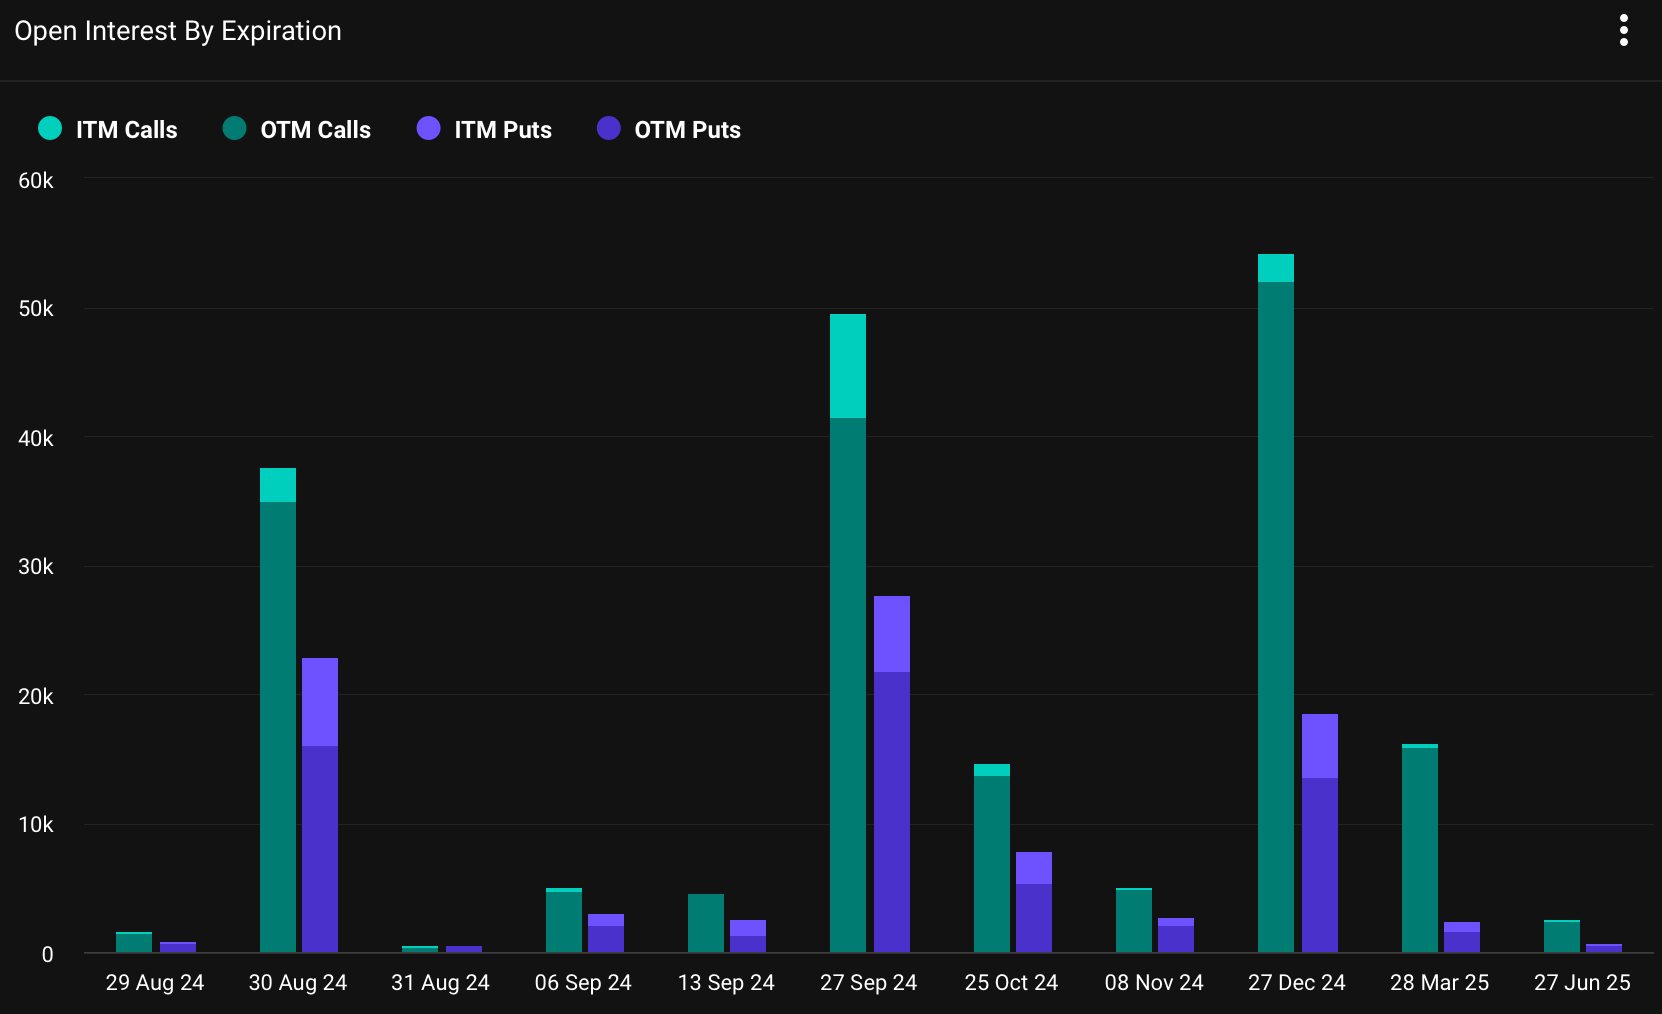 Open Interest By Expiration
ITM Calls OTM Calls ITM Puts OTM Puts
60k
50k
40k
30k
20k
10k
0
29 Aug 24 30 Aug 24 31 Aug 24 06 Sep 24 13 Sep 24 27 Sep 24 25 Oct 24 08 Nov 24 27 Dec 24 28 Mar 25 27 Jun 25